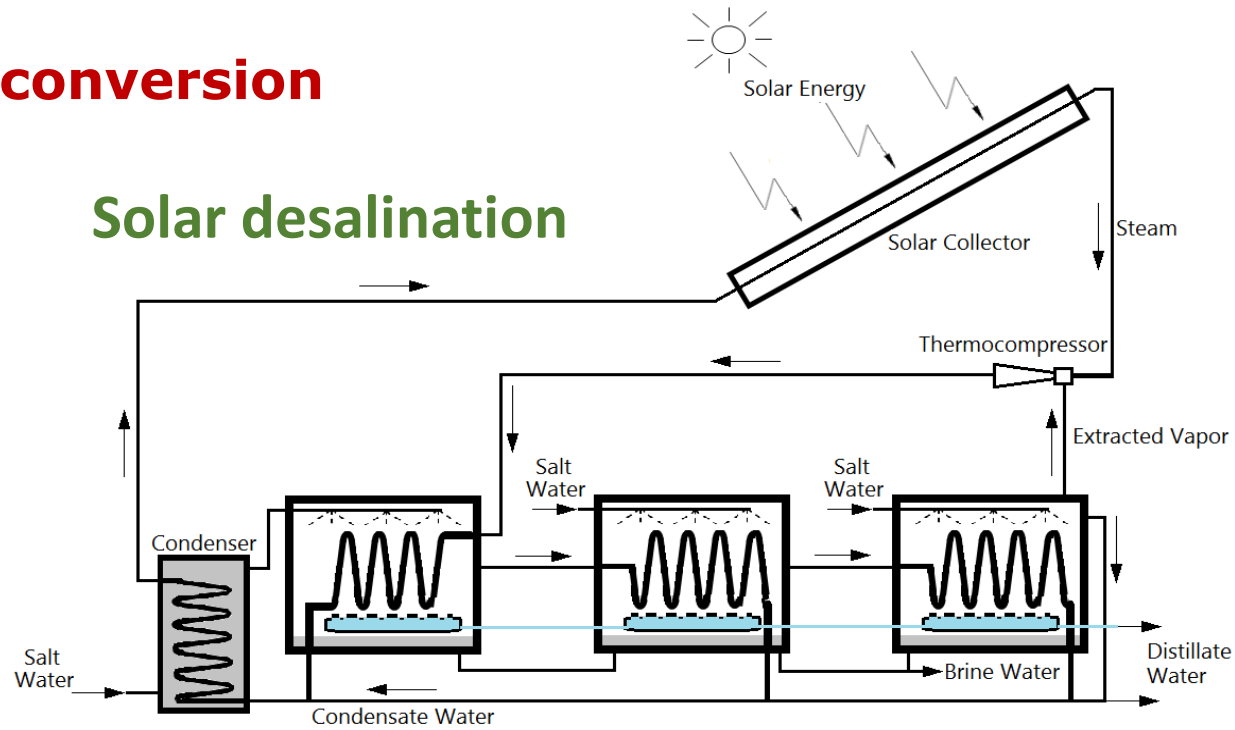 conversion
Solar Energy
Solar desalination
Solar Collector
Steam
Thermocompressor
Extracted Vapor
Salt
Water
Salt
Water
Condenser
Salt
Water
Brine Water
Distillate
Water
Condensate Water